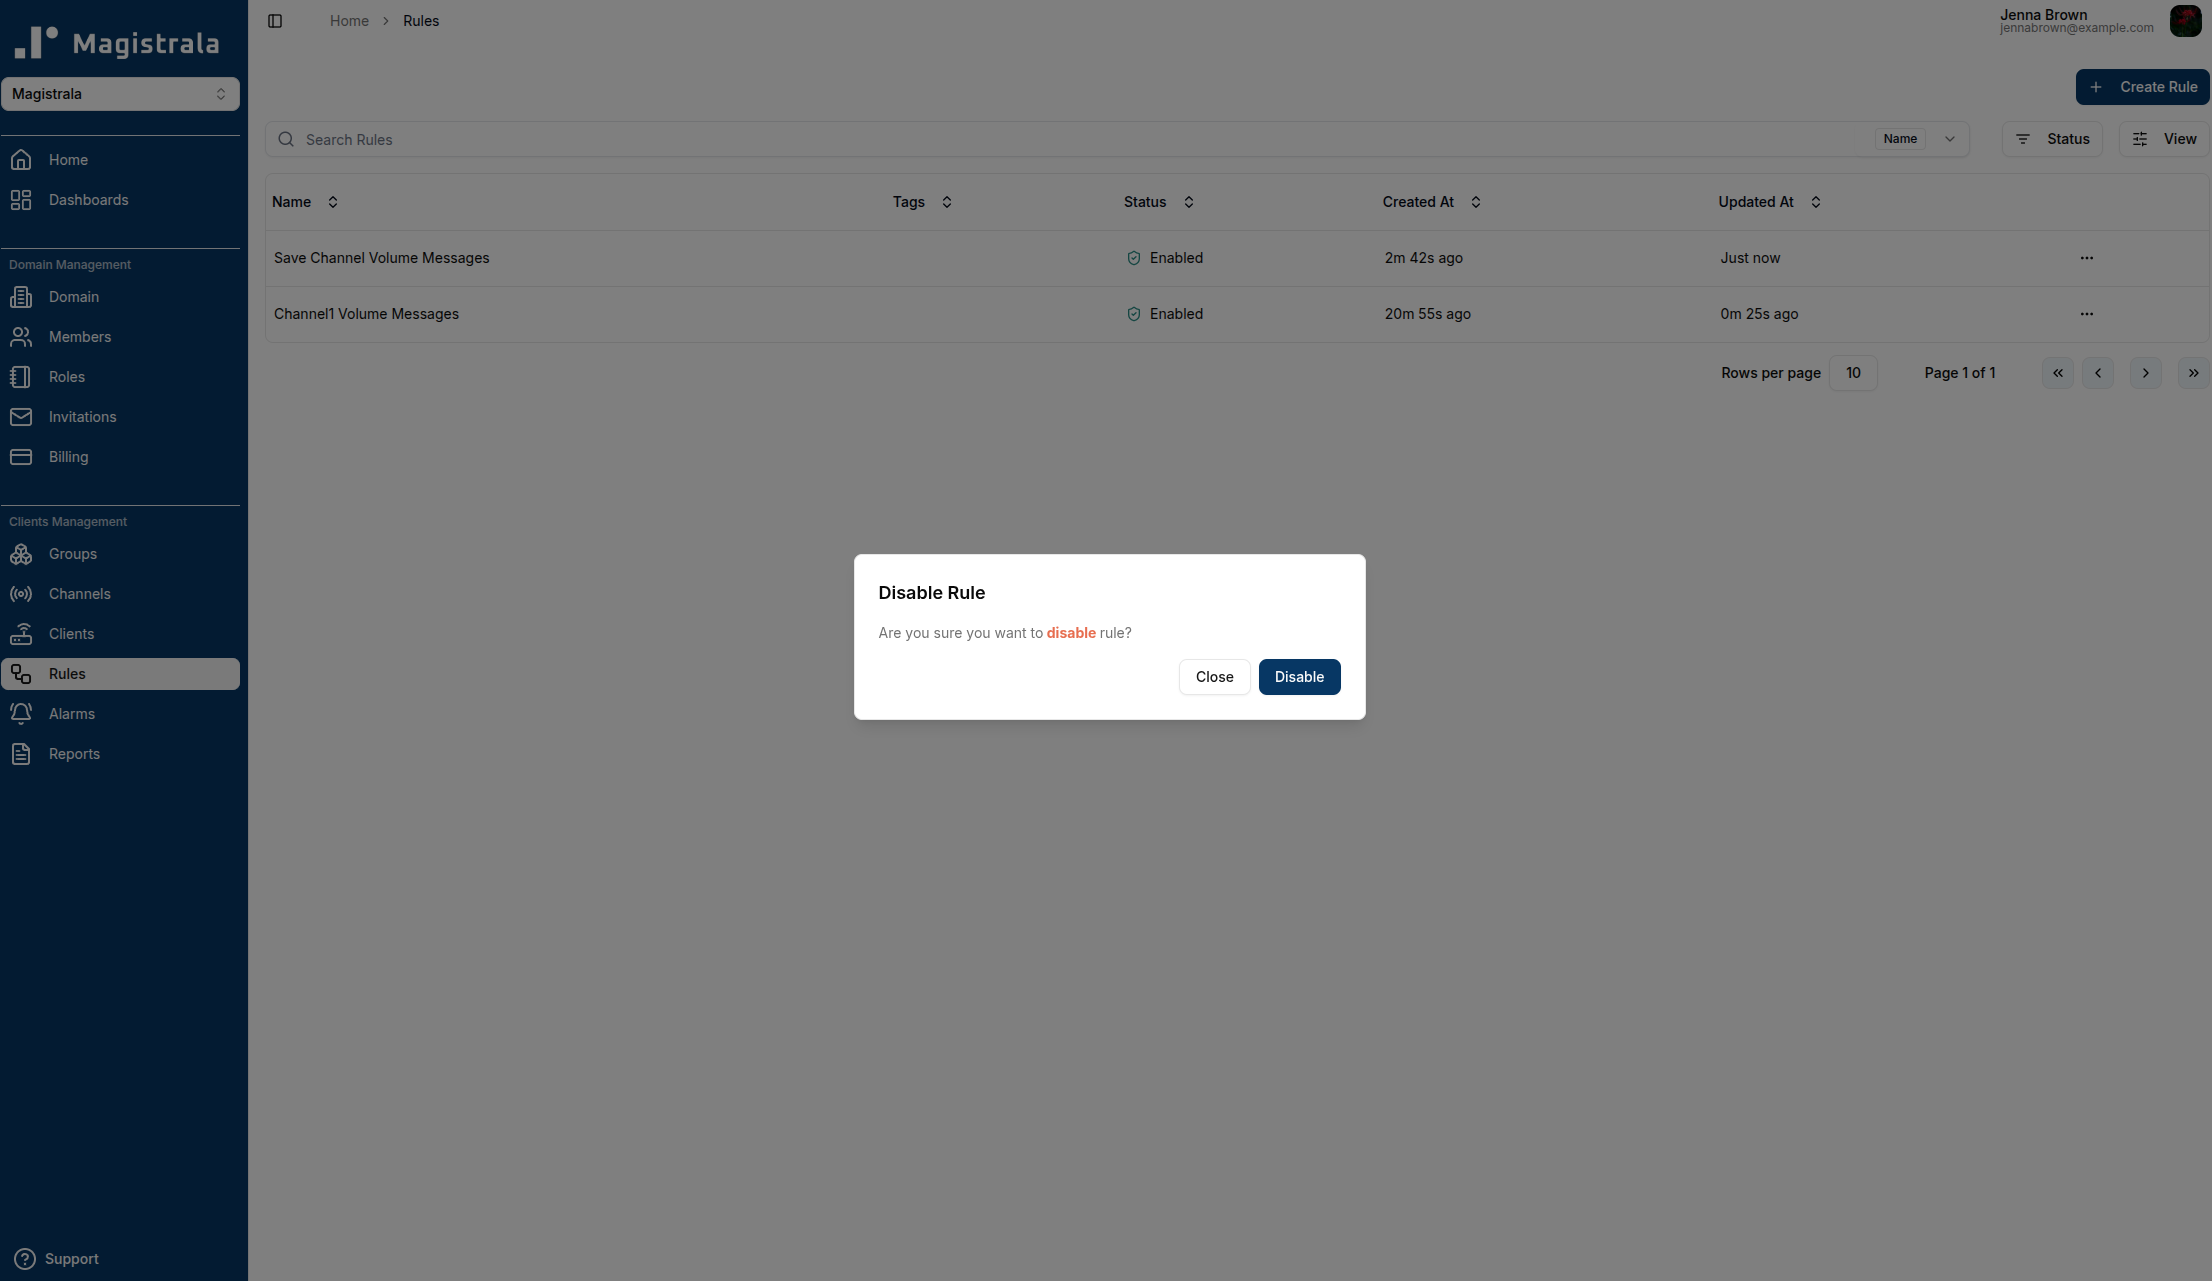 Magistrala
Magistrala
Home
Dashboards
Domain Management
Domain
Members
Roles
Invitations
Billing
Clients Management
Groups
Channels
Clients
Rules
Alarms
Reports
Support
Home > Rules
Jenna Brown
jennabrown@example.com
+ Create Rule
Search Rules Name Status View
Name Tags Status Created At Updated At
Save Channel Volume Messages Enabled 2m 42s ago Just now ...
Channel1 Volume Messages Enabled 20m 55s ago 0m 25s ago ...
Rows per page 10 Page 1 of 1
Disable Rule
Are you sure you want to disable rule?
Close Disable